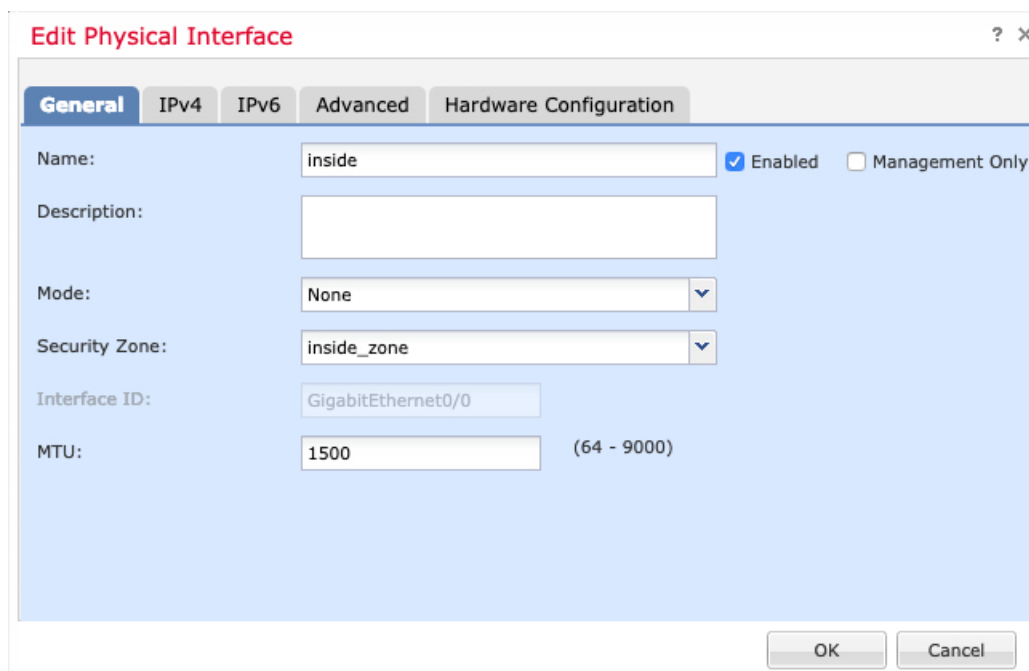 Edit Physical Interface ? ×
General IPv4 IPv6 Advanced Hardware Configuration
Name: inside Enabled Management Only
Description:
Mode: None
Security Zone: inside_zone
Interface ID: GigabitEthernet0/0
MTU: 1500 (64 - 9000)
OK Cancel